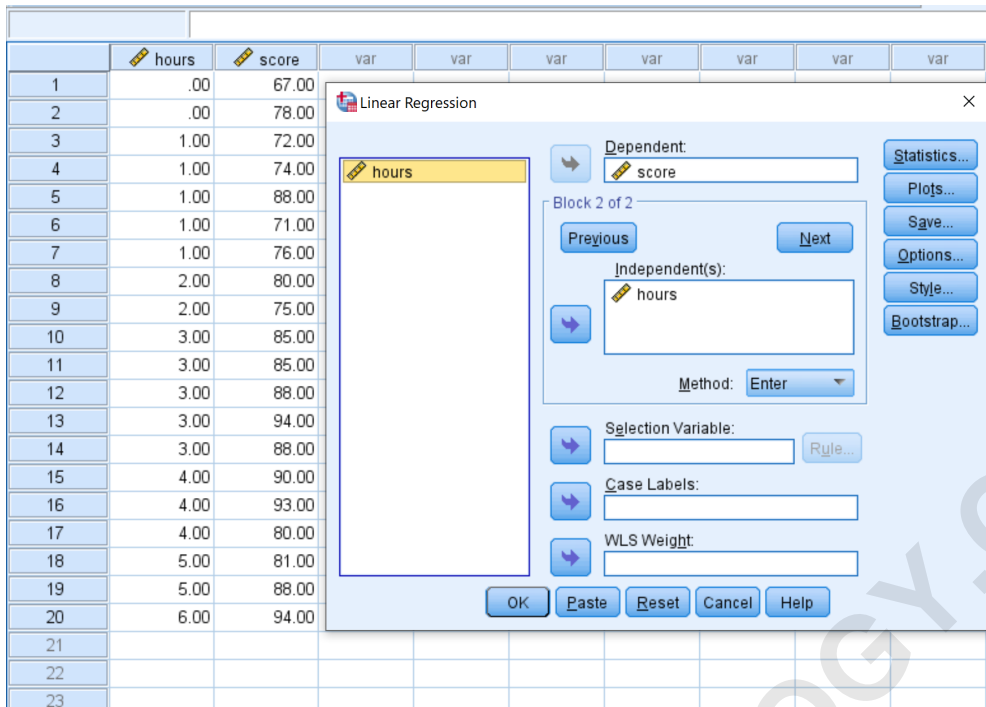 hours score var var var var var var var
1 .00 67.00
2 .00 78.00
3 1.00 72.00
4 1.00 74.00
5 1.00 88.00
6 1.00 71.00
7 1.00 76.00
8 2.00 80.00
9 2.00 75.00
10 3.00 85.00
11 3.00 85.00
12 3.00 88.00
13 3.00 94.00
14 3.00 88.00
15 4.00 90.00
16 4.00 93.00
17 4.00 80.00
18 5.00 81.00
19 5.00 88.00
20 6.00 94.00
21
22
23
Linear Regression
hours
Dependent:
score
Block 2 of 2
Previous Next
Independent(s):
hours
Method: Enter
Selection Variable:
Rule...
Case Labels:
WLS Weight:
Statistics...
Plots...
Save...
Options...
Style...
Bootstrap...
OK Paste Reset Cancel Help
OGY